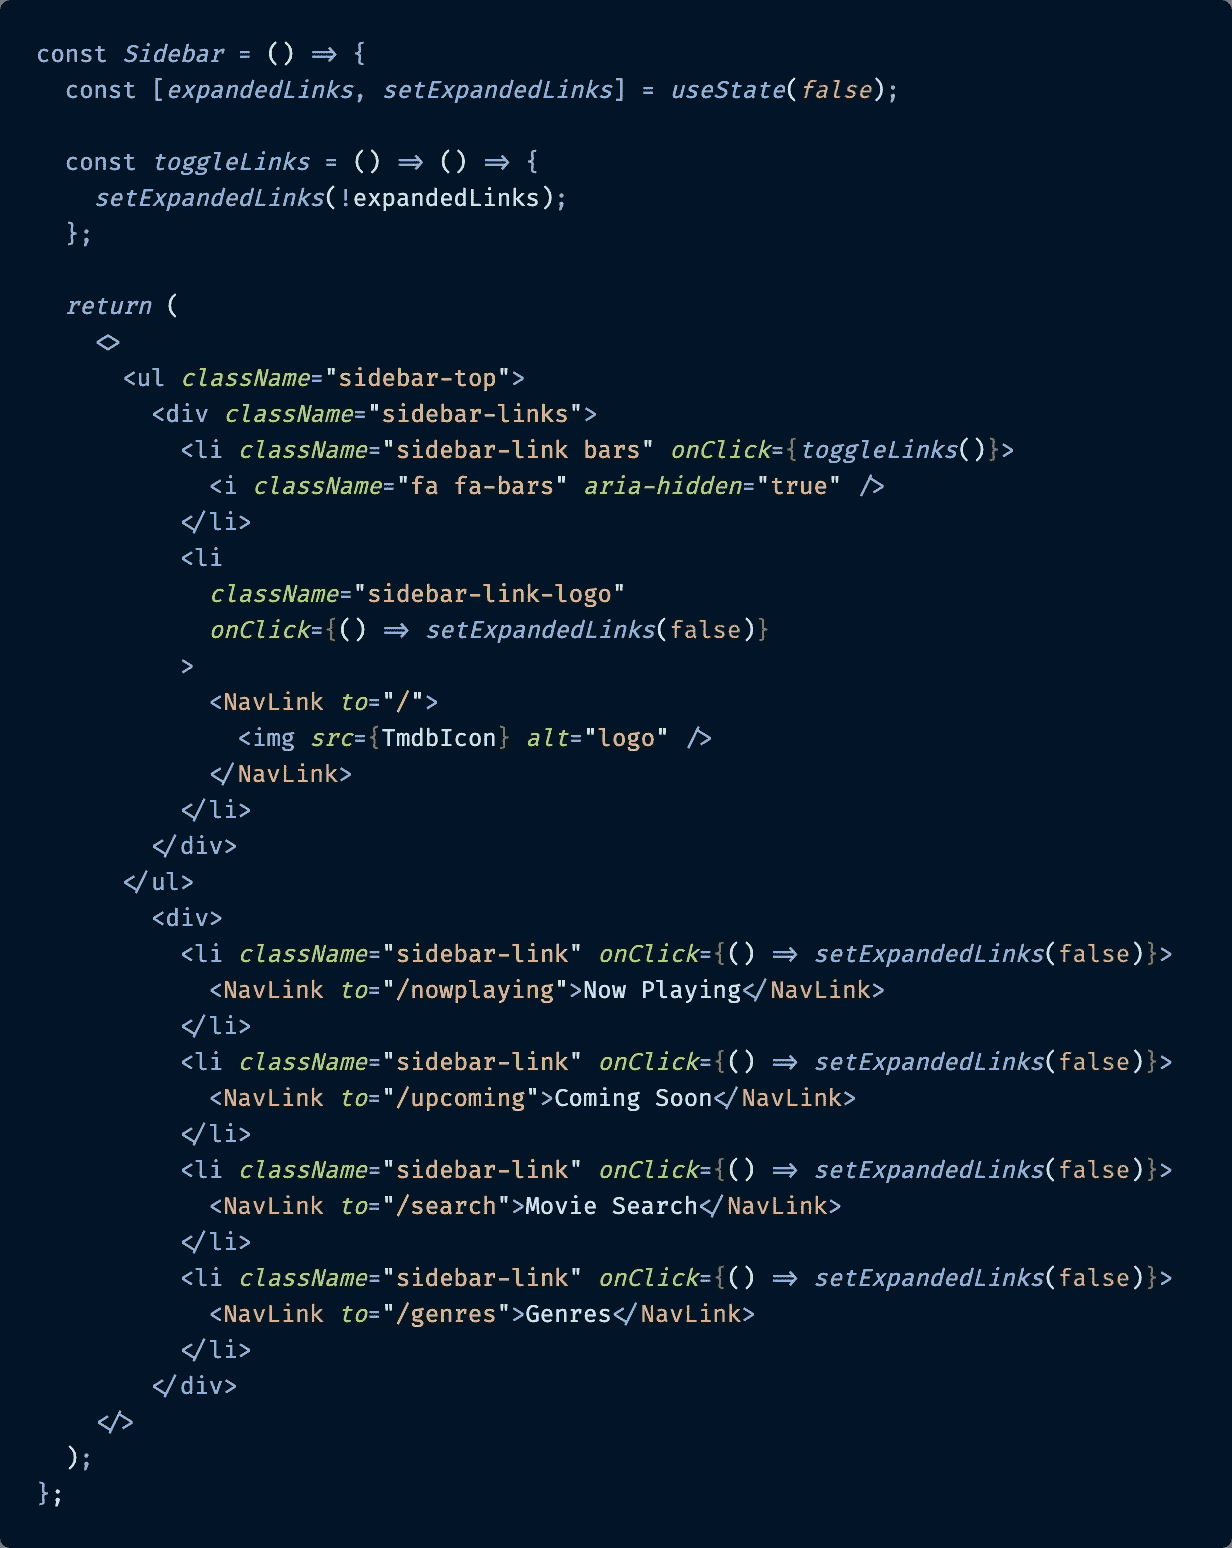 const Sidebar = () => {
  const [expandedLinks, setExpandedLinks] = useState(false);

  const toggleLinks = () => () => {
    setExpandedLinks(!expandedLinks);
  };

  return (
    <>
      <ul className="sidebar-top">
        <div className="sidebar-links">
          <li className="sidebar-link bars" onClick={toggleLinks()}>
            <i className="fa fa-bars" aria-hidden="true" />
          </li>
          <li
            className="sidebar-link-logo"
            onClick={() => setExpandedLinks(false)}
          >
            <NavLink to="/">
              <img src={TmdbIcon} alt="logo" />
            </NavLink>
          </li>
        </div>
      </ul>
        <div>
          <li className="sidebar-link" onClick={() => setExpandedLinks(false)}>
            <NavLink to="/nowplaying">Now Playing</NavLink>
          </li>
          <li className="sidebar-link" onClick={() => setExpandedLinks(false)}>
            <NavLink to="/upcoming">Coming Soon</NavLink>
          </li>
          <li className="sidebar-link" onClick={() => setExpandedLinks(false)}>
            <NavLink to="/search">Movie Search</NavLink>
          </li>
          <li className="sidebar-link" onClick={() => setExpandedLinks(false)}>
            <NavLink to="/genres">Genres</NavLink>
          </li>
        </div>
    </>
  );
};